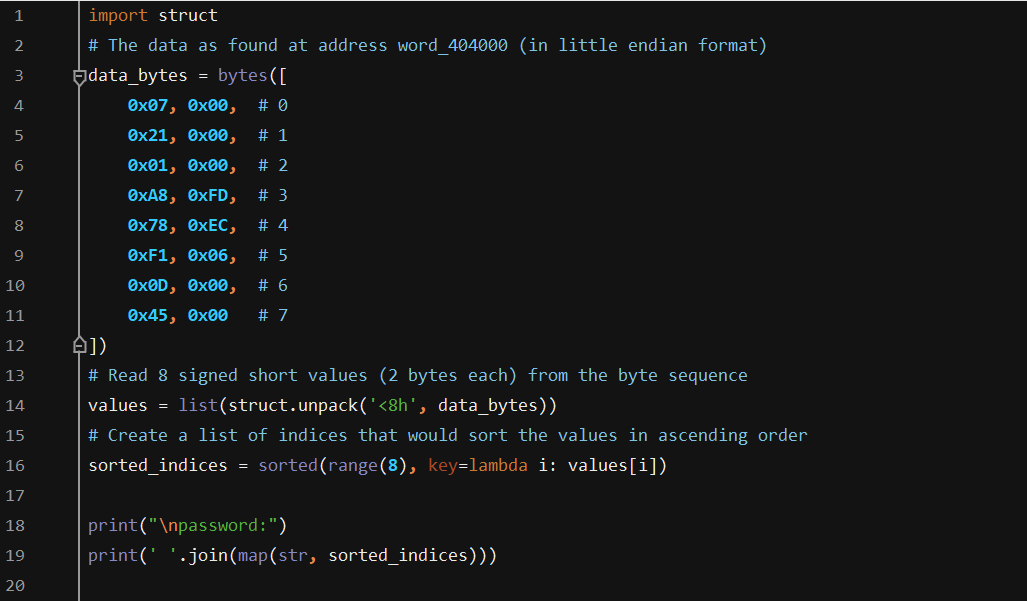 1 import struct
2 # The data as found at address word_404000 (in little endian format)
3 data_bytes = bytes([
4     0x07, 0x00,  # 0
5     0x21, 0x00,  # 1
6     0x01, 0x00,  # 2
7     0xA8, 0xFD,  # 3
8     0x78, 0xEC,  # 4
9     0xF1, 0x06,  # 5
10     0x0D, 0x00,  # 6
11     0x45, 0x00   # 7
12 ])
13 # Read 8 signed short values (2 bytes each) from the byte sequence
14 values = list(struct.unpack('<8h', data_bytes))
15 # Create a list of indices that would sort the values in ascending order
16 sorted_indices = sorted(range(8), key=lambda i: values[i])
17
18 print("\npassword:")
19 print(' '.join(map(str, sorted_indices)))
20